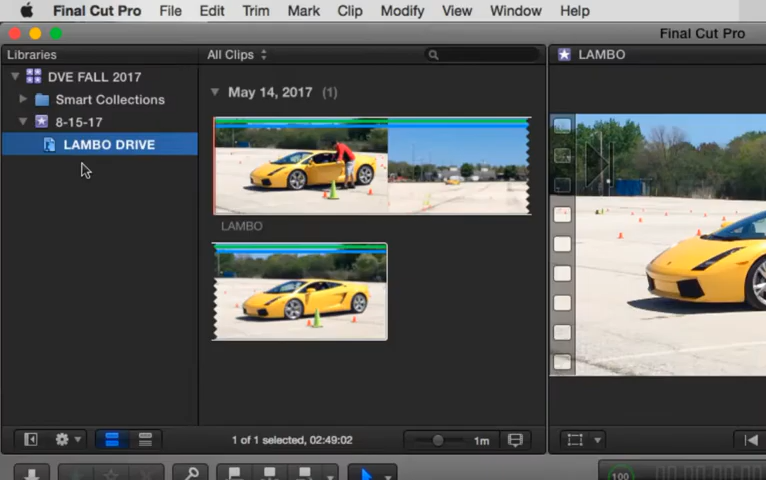 Final Cut Pro File Edit Trim Mark Clip Modify View Window Help
Final Cut Pro
Libraries
All Clips
LAMBO
DVE FALL 2017
Smart Collections
8-15-17
LAMBO DRIVE
May 14, 2017 (1)
LAMBO
1 of 1 selected, 02:49:02
1m
100